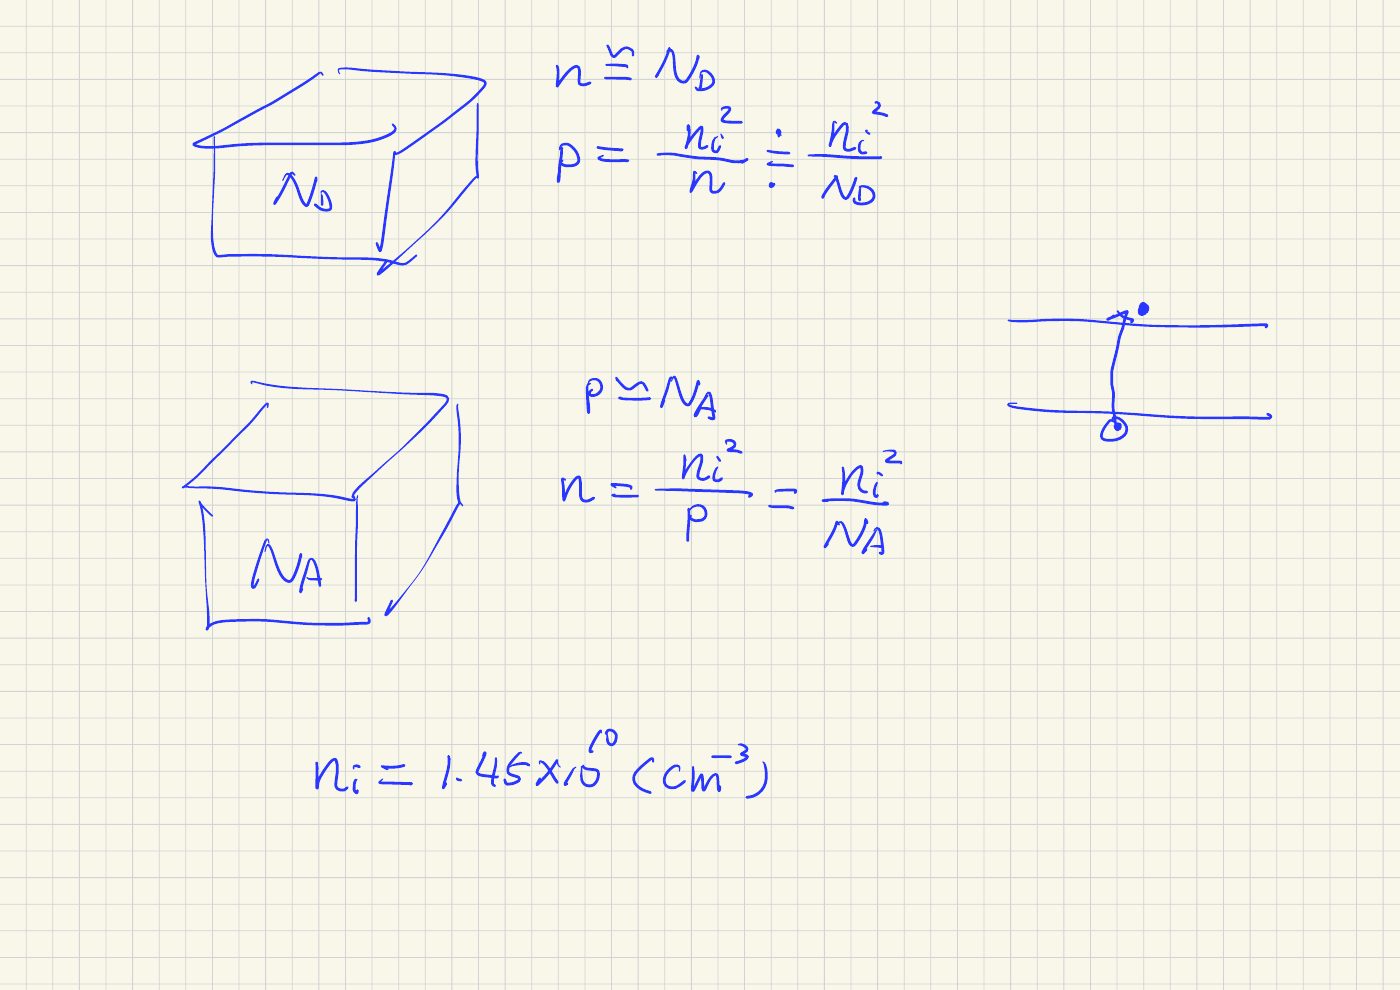 n ≅ N_D
p = n_i^2 / n ≑ n_i^2 / N_D
N_D
p ≃ N_A
n = n_i^2 / p = n_i^2 / N_A
N_A
n_i = 1.45×10^10 (cm^-3)